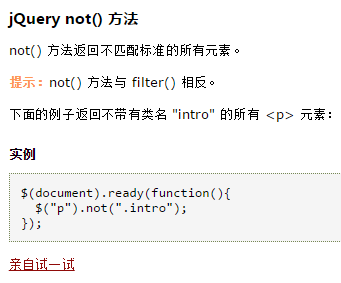 jQuery not() 方法
not() 方法返回不匹配标准的所有元素。
提示：not() 方法与 filter() 相反。
下面的例子返回不带有类名 "intro" 的所有 <p> 元素：
实例
$(document).ready(function(){
  $("p").not(".intro");
});
亲自试一试